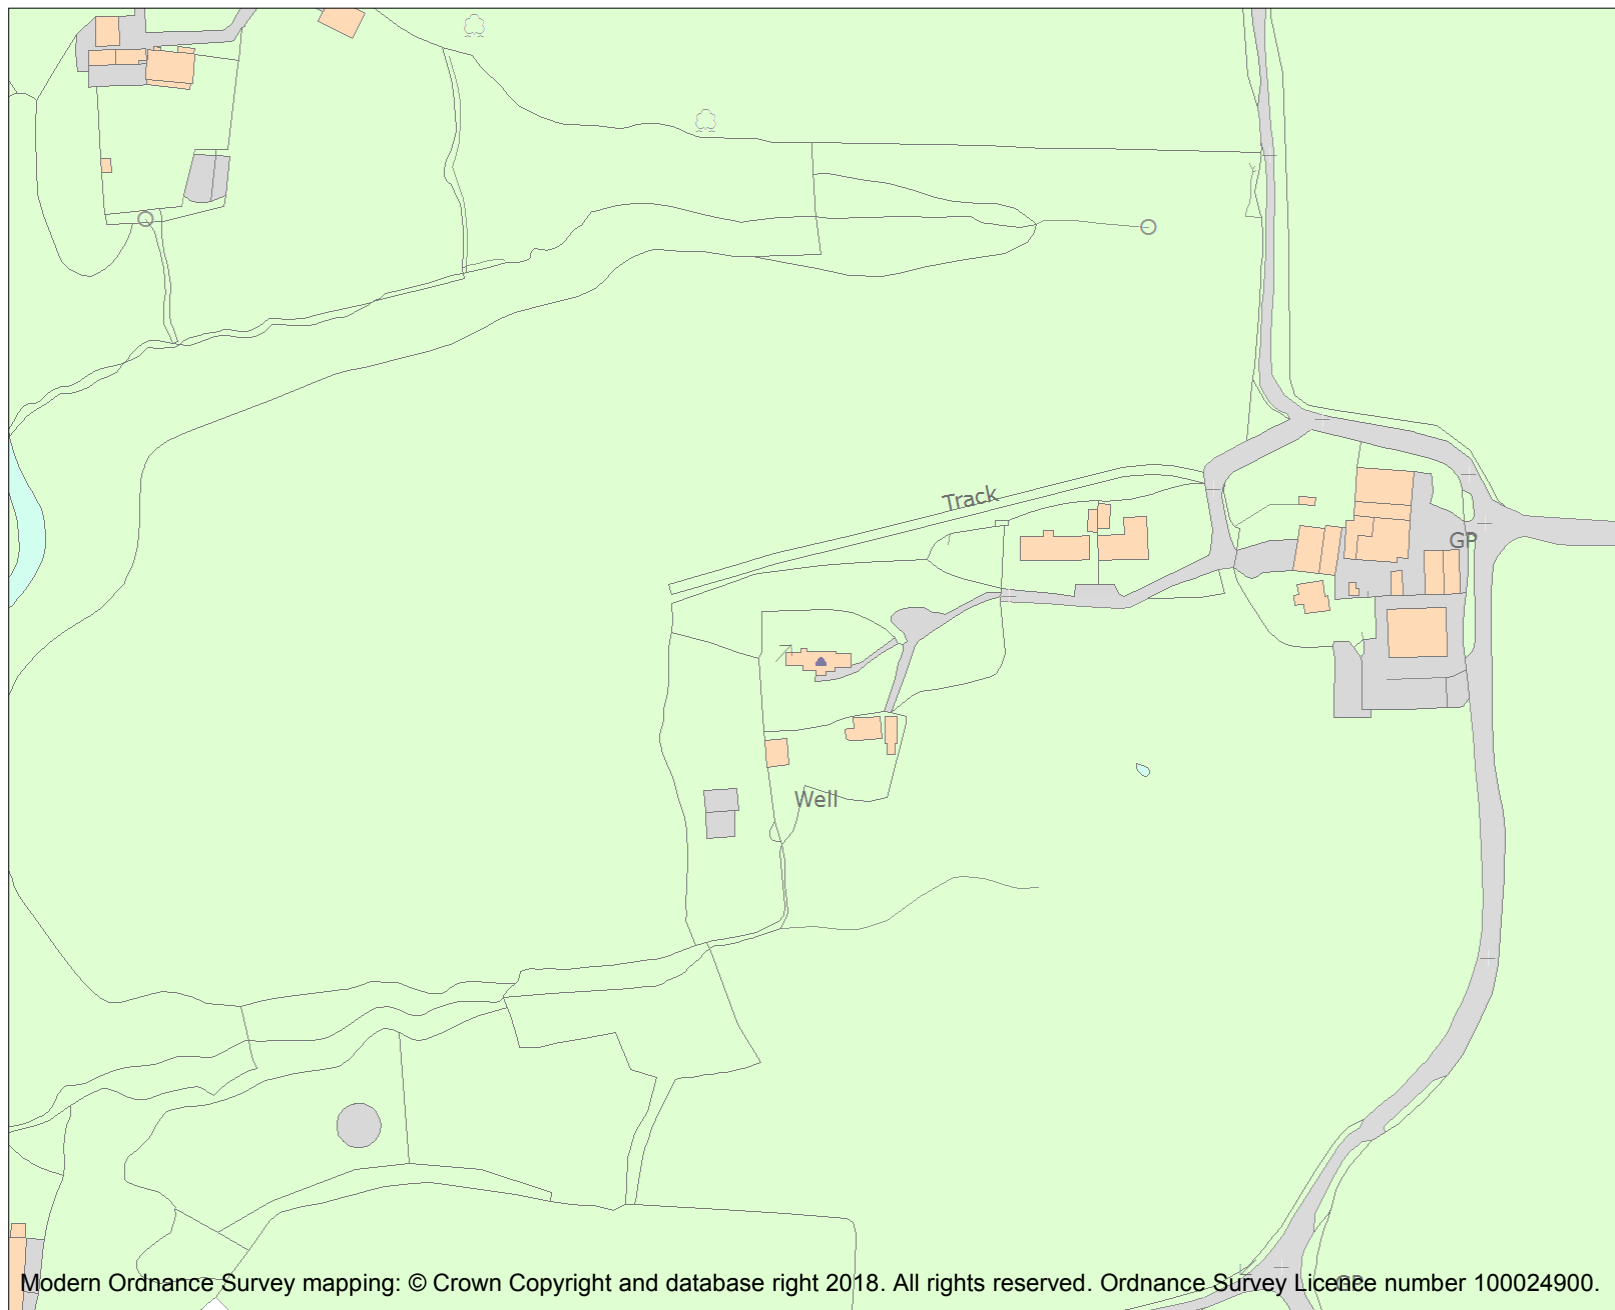 Track
GP
Well
GP
Modern Ordnance Survey mapping: © Crown Copyright and database right 2018. All rights reserved. Ordnance Survey Licence number 100024900.